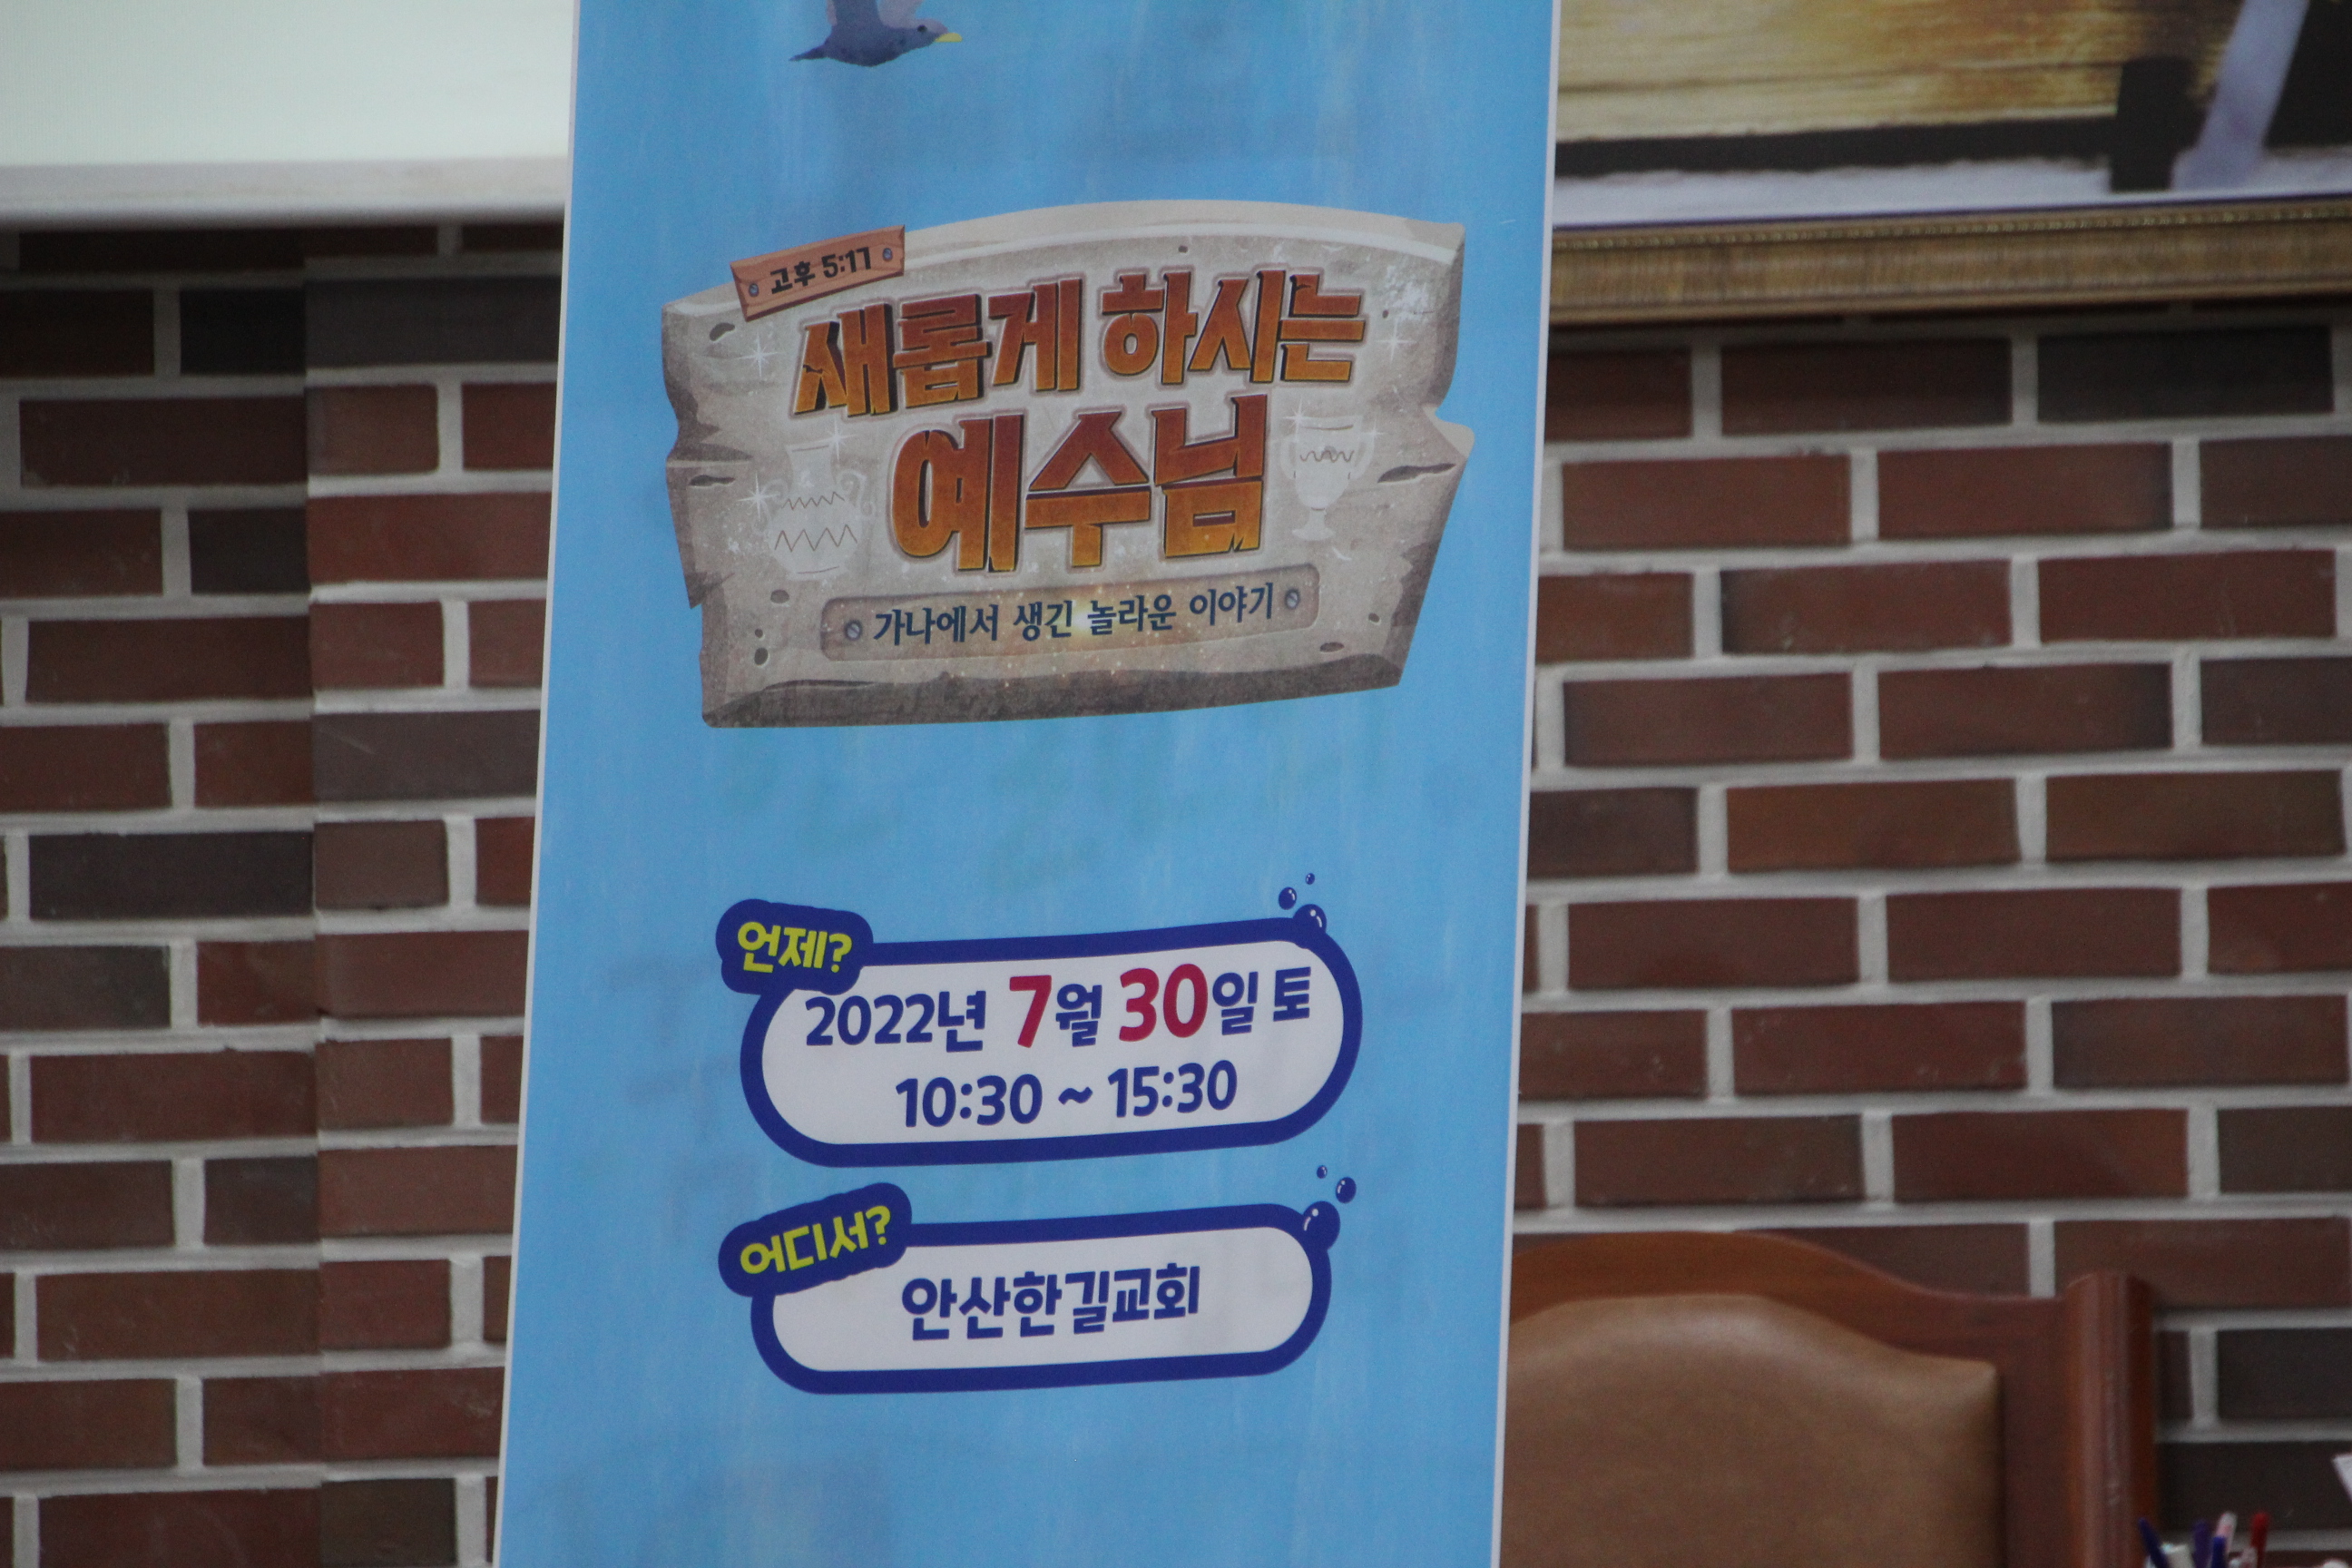 고후 5:17
새롭게 하시는
예수님
가나에서 생긴 놀라운 이야기
언제?
2022년 7월 30일 토
10:30 ~ 15:30
어디서?
안산한길교회